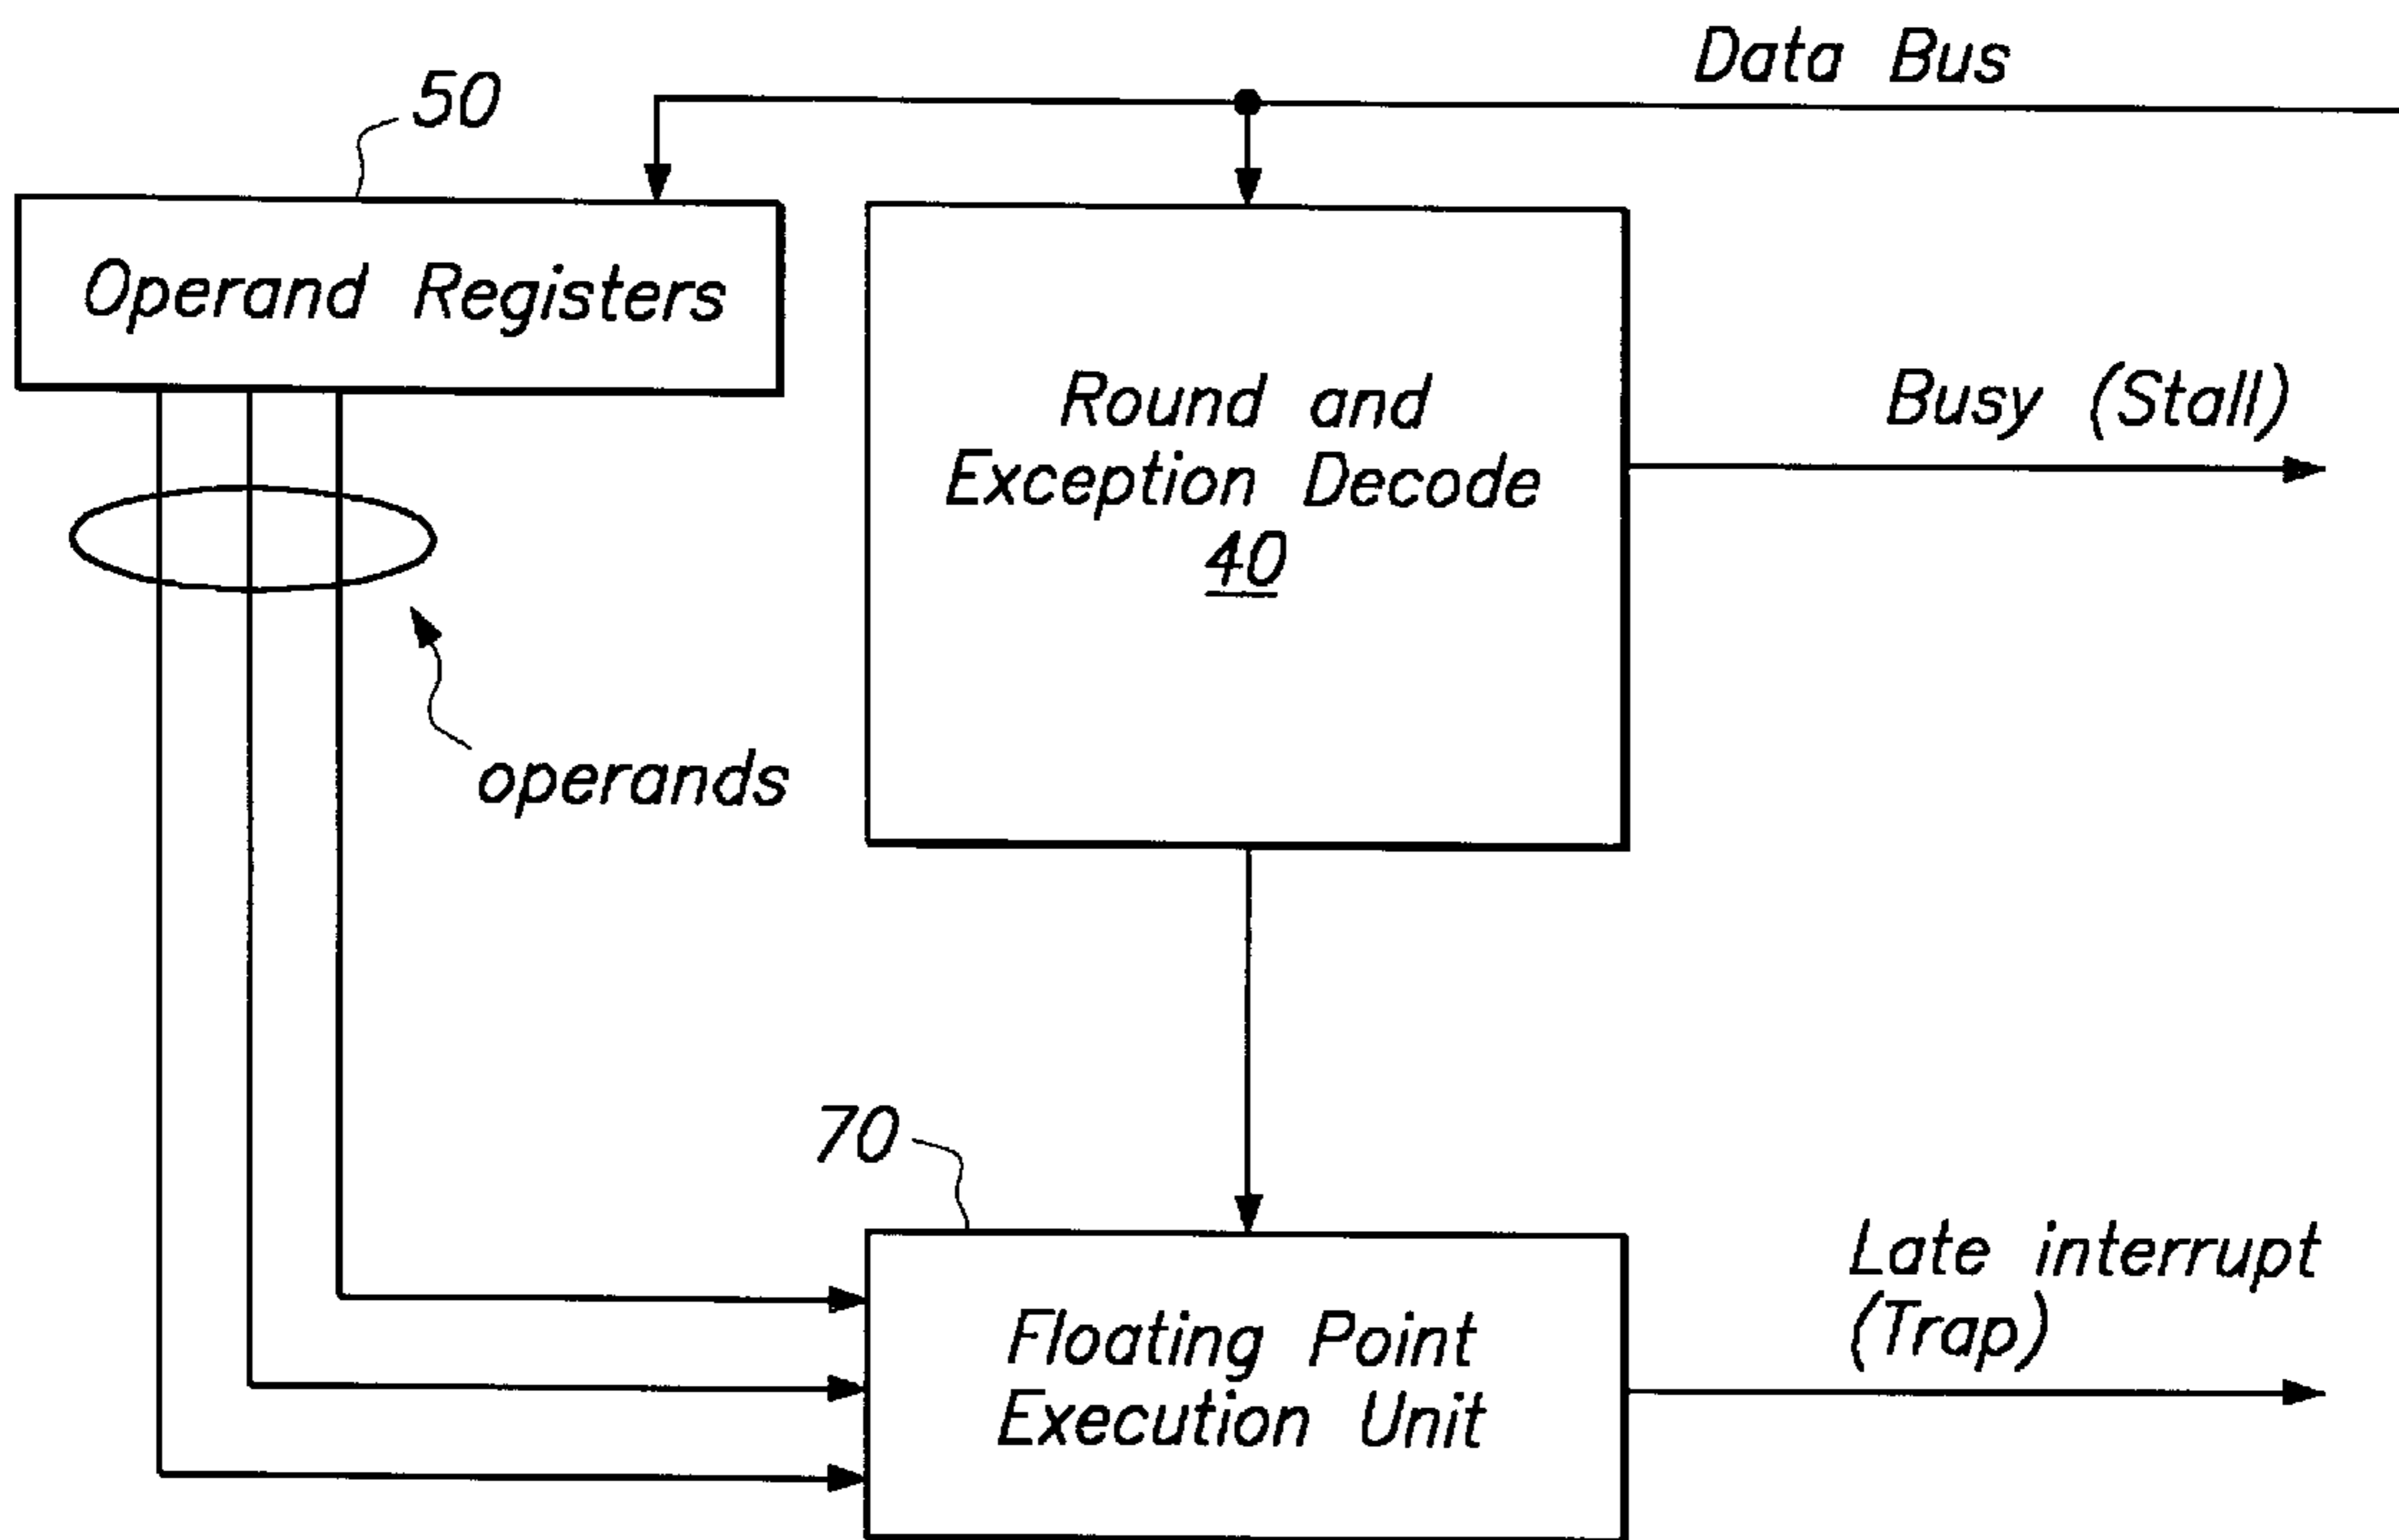 Data Bus
50
Operand Registers
Round and
Exception Decode
40
Busy (Stall)
operands
70
Floating Point
Execution Unit
Late interrupt
(Trap)